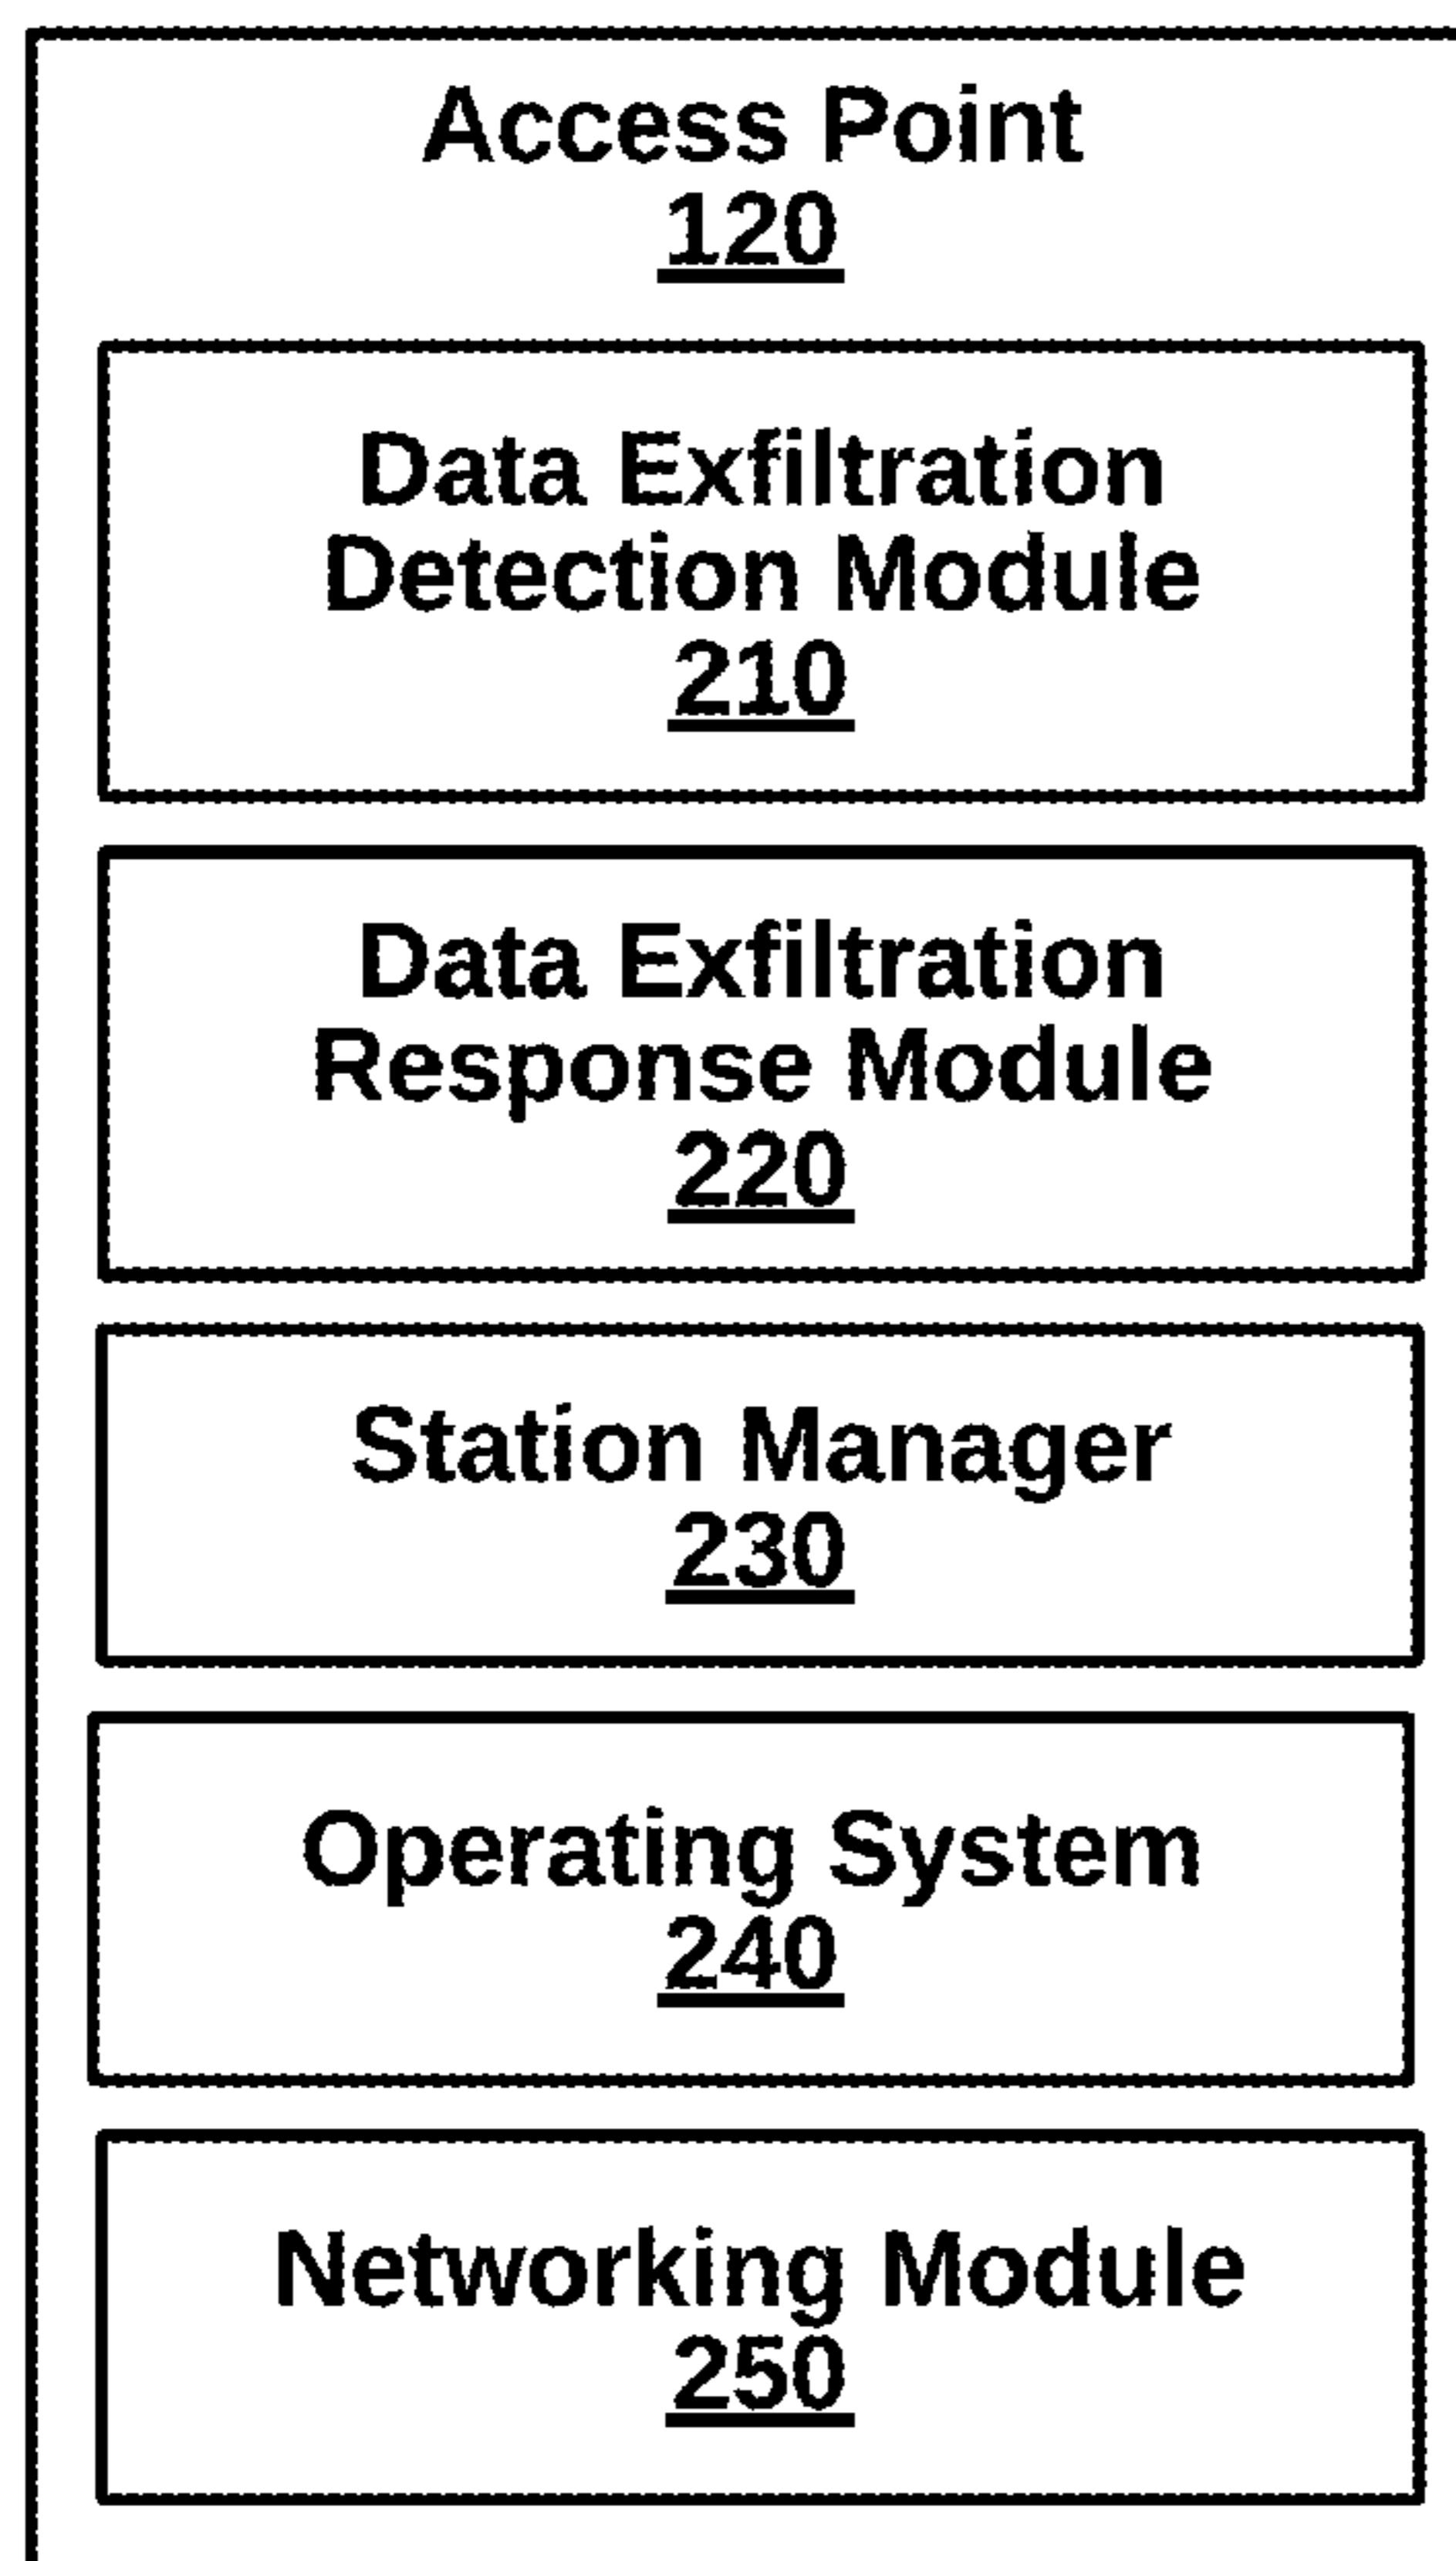 Access Point
120
Data Exfiltration
Detection Module
210
Data Exfiltration
Response Module
220
Station Manager
230
Operating System
240
Networking Module
250